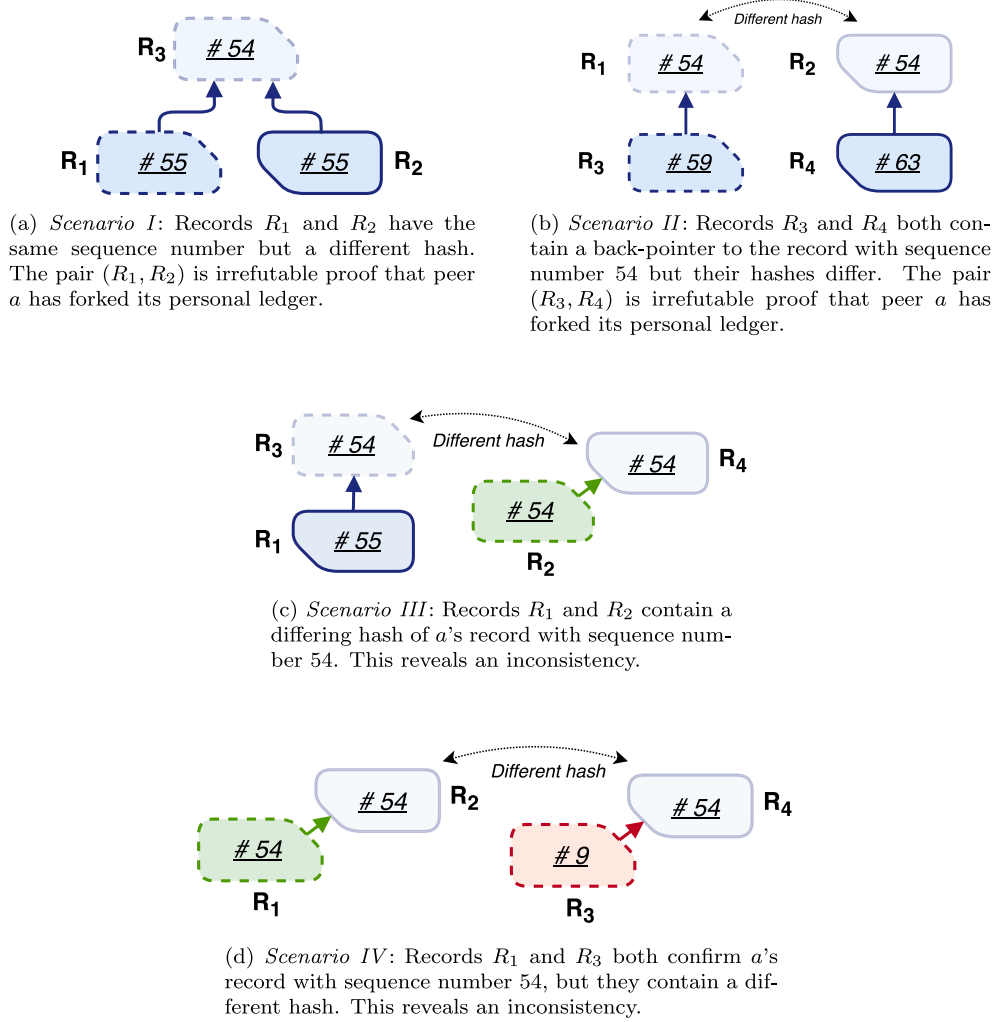 R3
# 54
R1
# 55
# 55
R2
(a) Scenario I: Records R1 and R2 have the
same sequence number but a different hash.
The pair (R1, R2) is irrefutable proof that peer
a has forked its personal ledger.
Different hash
R1
# 54
R2
# 54
R3
# 59
R4
# 63
(b) Scenario II: Records R3 and R4 both con-
tain a back-pointer to the record with sequence
number 54 but their hashes differ. The pair
(R3, R4) is irrefutable proof that peer a has
forked its personal ledger.
R3
# 54
Different hash
# 54
R4
R1
# 55
# 54
R2
(c) Scenario III: Records R1 and R2 contain a
differing hash of a's record with sequence num-
ber 54. This reveals an inconsistency.
Different hash
# 54
R2
# 54
R4
# 54
R1
# 9
R3
(d) Scenario IV: Records R1 and R3 both confirm a's
record with sequence number 54, but they contain a dif-
ferent hash. This reveals an inconsistency.